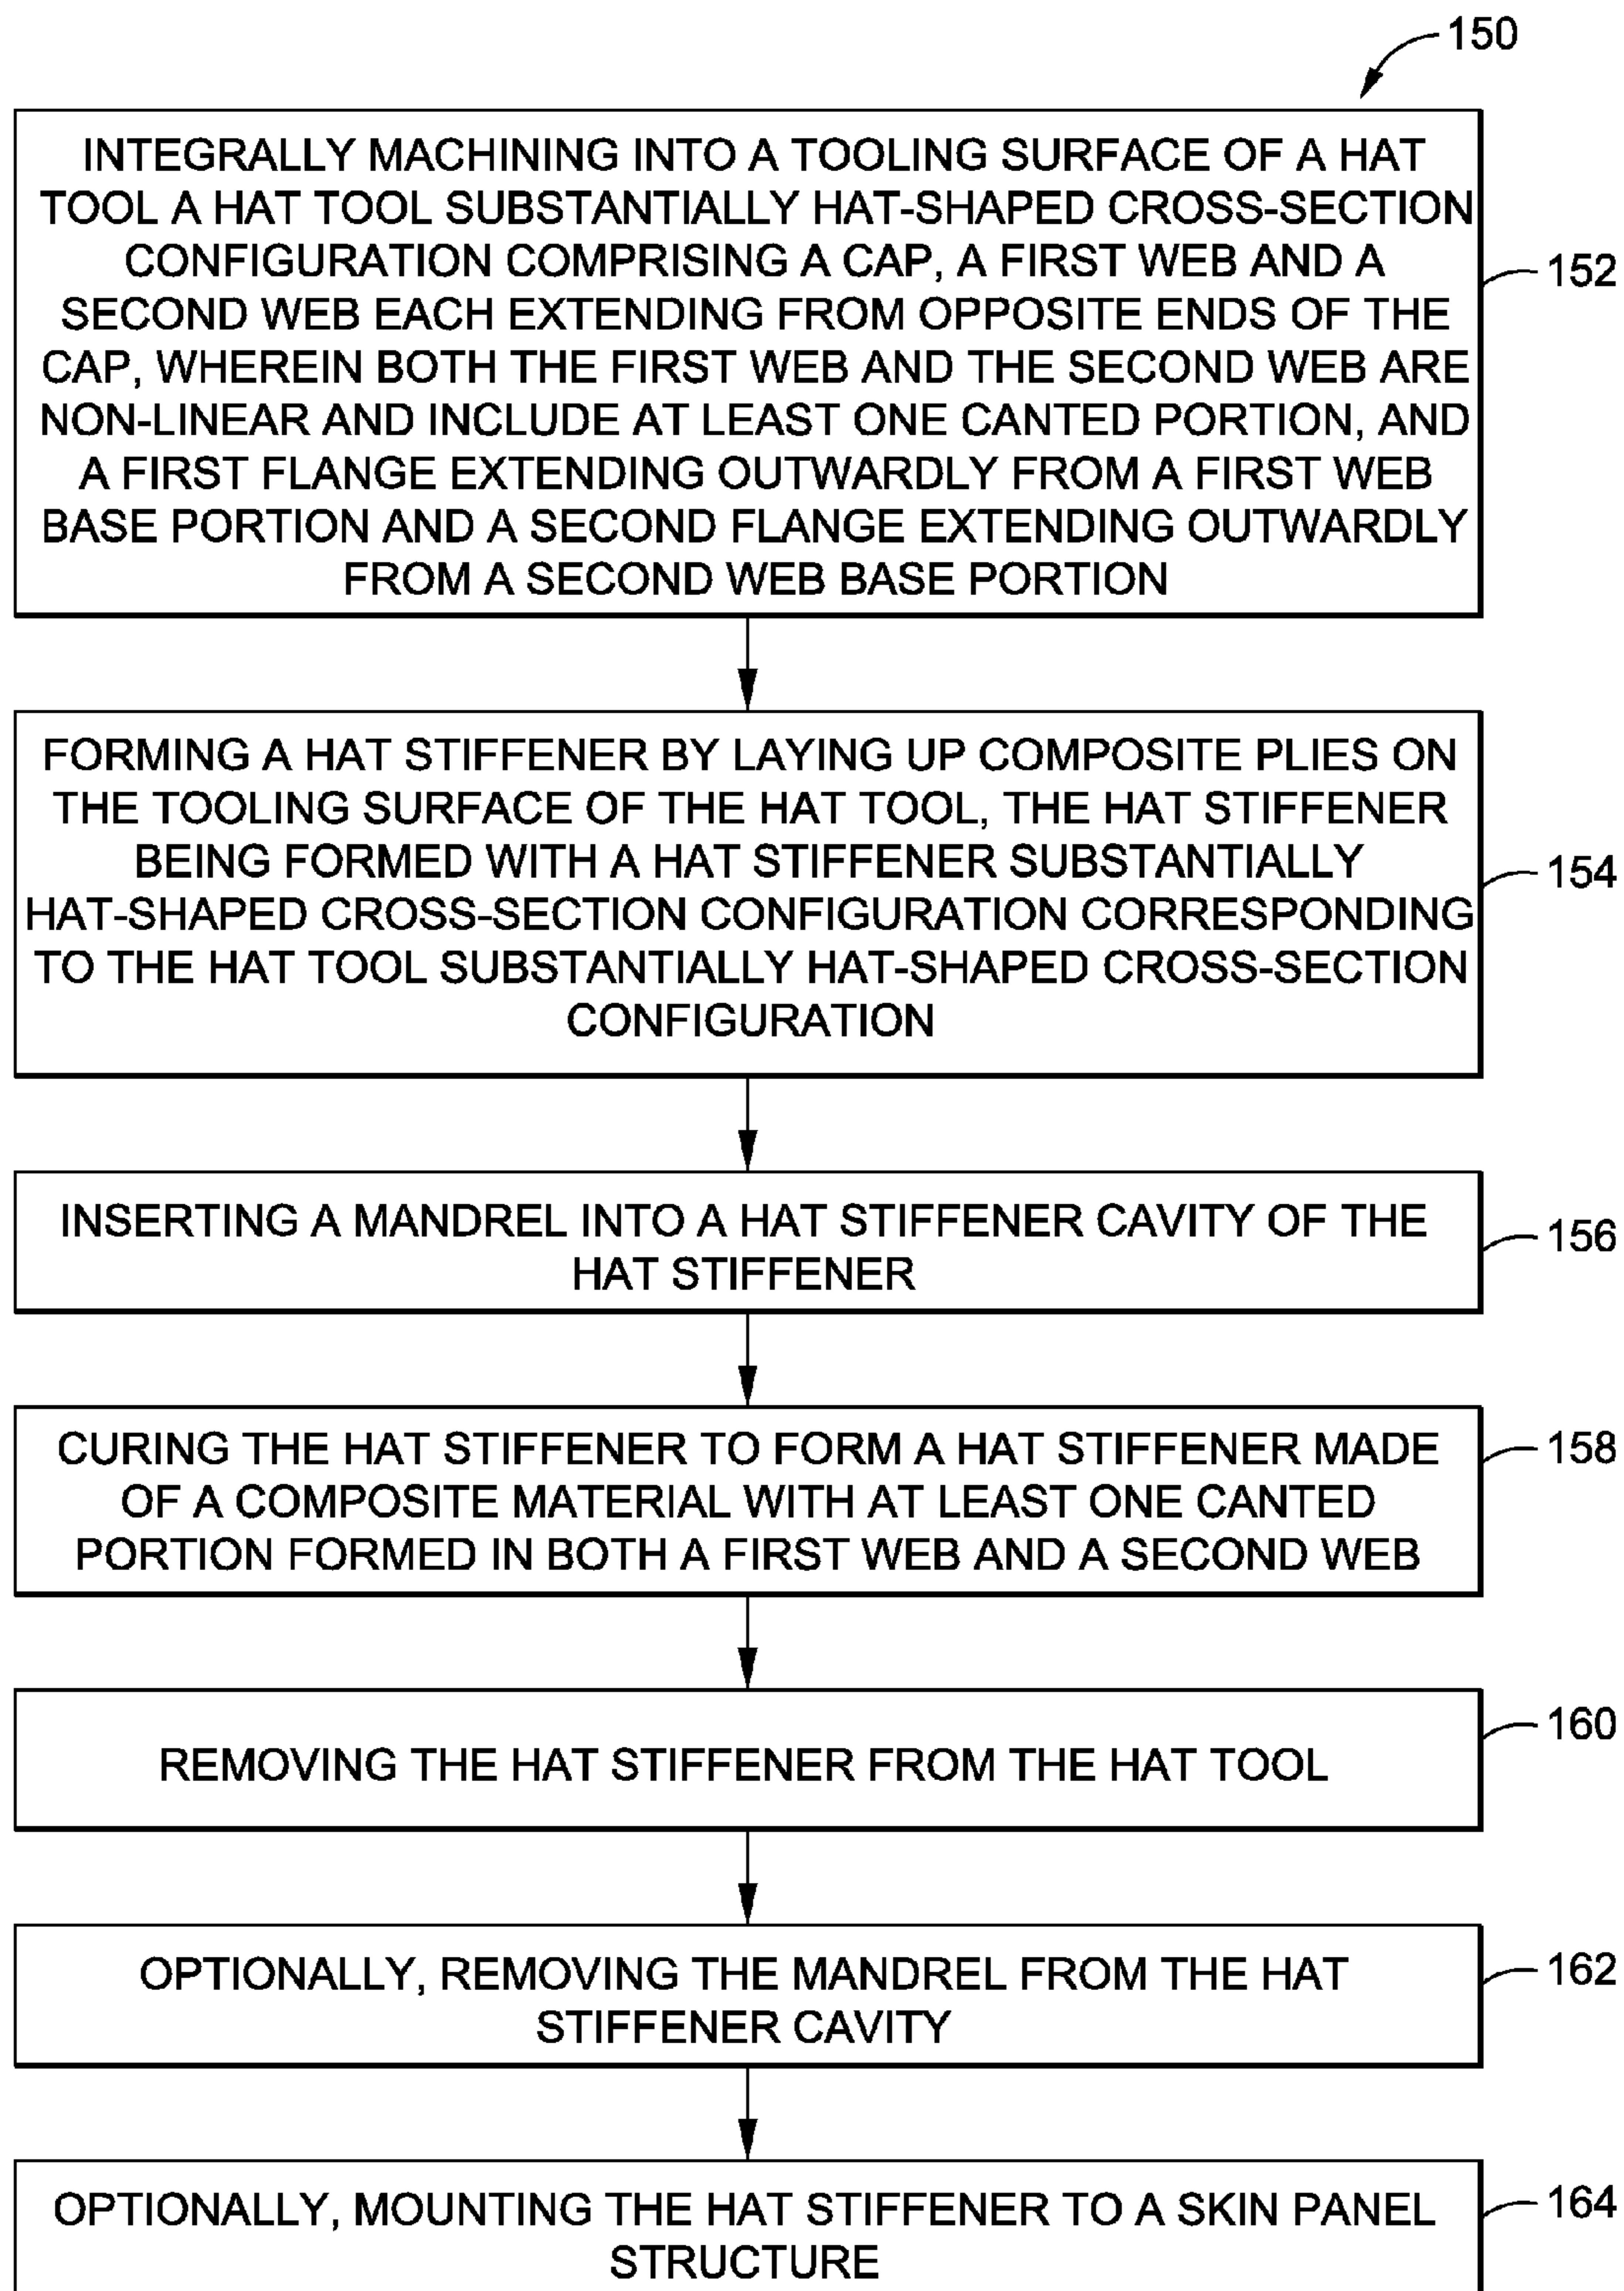 150
INTEGRALLY MACHINING INTO A TOOLING SURFACE OF A HAT
TOOL A HAT TOOL SUBSTANTIALLY HAT-SHAPED CROSS-SECTION
CONFIGURATION COMPRISING A CAP, A FIRST WEB AND A
SECOND WEB EACH EXTENDING FROM OPPOSITE ENDS OF THE
CAP, WHEREIN BOTH THE FIRST WEB AND THE SECOND WEB ARE
NON-LINEAR AND INCLUDE AT LEAST ONE CANTED PORTION, AND
A FIRST FLANGE EXTENDING OUTWARDLY FROM A FIRST WEB
BASE PORTION AND A SECOND FLANGE EXTENDING OUTWARDLY
FROM A SECOND WEB BASE PORTION
152
FORMING A HAT STIFFENER BY LAYING UP COMPOSITE PLIES ON
THE TOOLING SURFACE OF THE HAT TOOL, THE HAT STIFFENER
BEING FORMED WITH A HAT STIFFENER SUBSTANTIALLY
HAT-SHAPED CROSS-SECTION CONFIGURATION CORRESPONDING
TO THE HAT TOOL SUBSTANTIALLY HAT-SHAPED CROSS-SECTION
CONFIGURATION
154
INSERTING A MANDREL INTO A HAT STIFFENER CAVITY OF THE
HAT STIFFENER
156
CURING THE HAT STIFFENER TO FORM A HAT STIFFENER MADE
OF A COMPOSITE MATERIAL WITH AT LEAST ONE CANTED
PORTION FORMED IN BOTH A FIRST WEB AND A SECOND WEB
158
REMOVING THE HAT STIFFENER FROM THE HAT TOOL
160
OPTIONALLY, REMOVING THE MANDREL FROM THE HAT
STIFFENER CAVITY
162
OPTIONALLY, MOUNTING THE HAT STIFFENER TO A SKIN PANEL
STRUCTURE
164